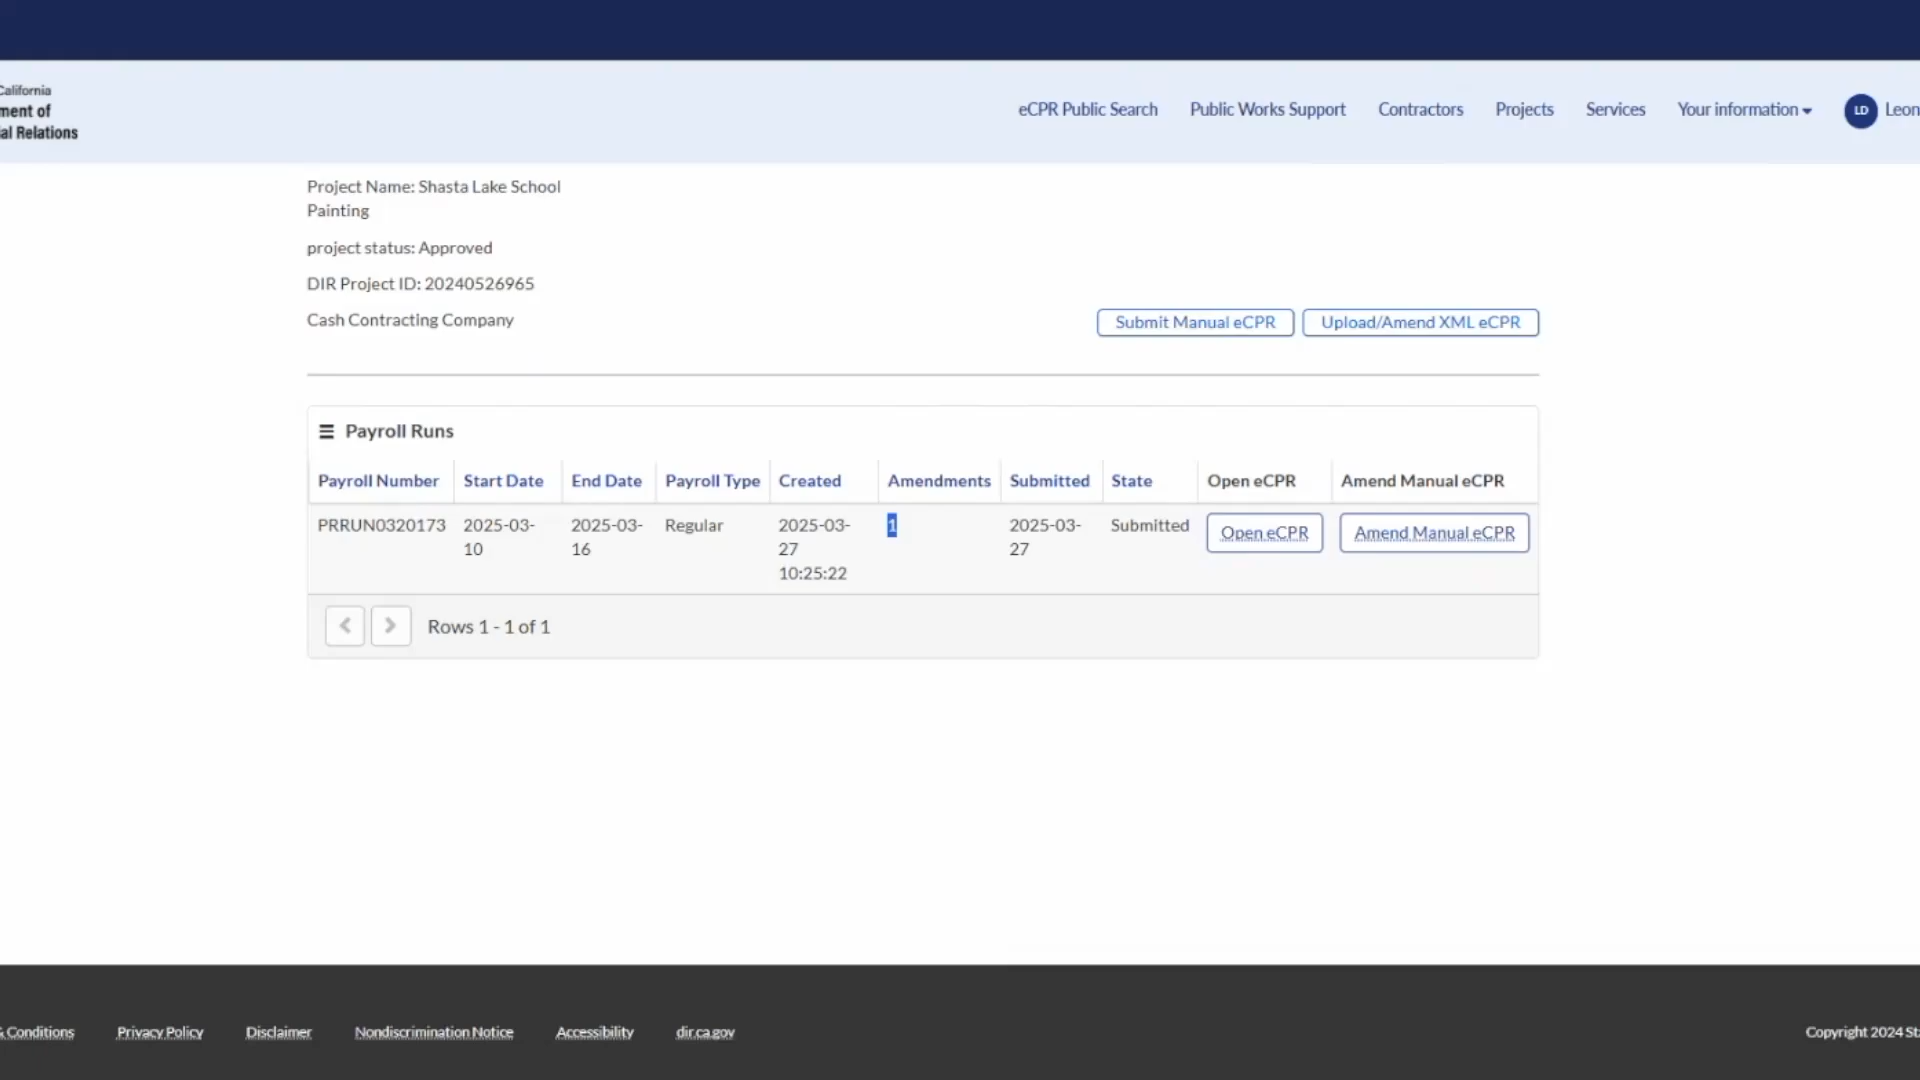 California
ment of
al Relations
eCPR Public Search Public Works Support Contractors Projects Services Your information LD Leon
Project Name: Shasta Lake School
Painting
project status: Approved
DIR Project ID: 20240526965
Cash Contracting Company
Submit Manual eCPR Upload/Amend XML eCPR
Payroll Runs
Payroll Number Start Date End Date Payroll Type Created Amendments Submitted State Open eCPR Amend Manual eCPR
PRRUN0320173 2025-03- 2025-03- Regular 2025-03- 1 2025-03- Submitted Open eCPR Amend Manual eCPR
10 16 27 27
10:25:22
Rows 1 - 1 of 1
& Conditions Privacy Policy Disclaimer Nondiscrimination Notice Accessibility dir.ca.gov Copyright 2024 St